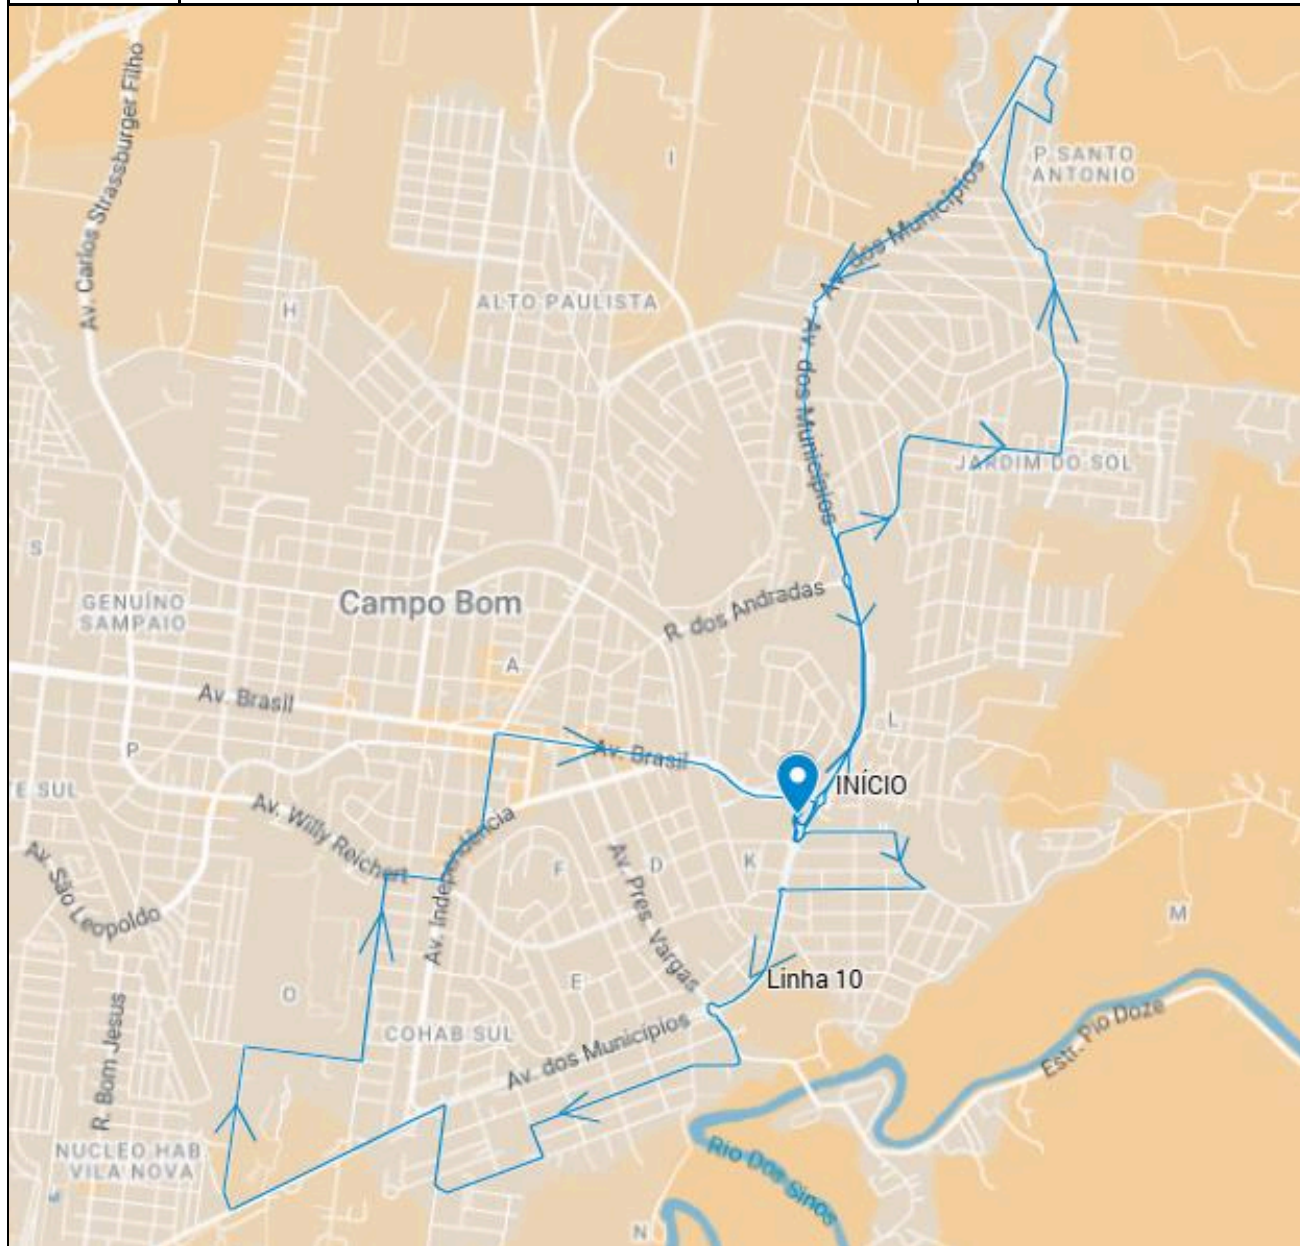 Av. Carlos Strassburger Filho
I
P SANTO
ANTONIO
Av. dos Municípios
H
ALTO PAULISTA
Av. dos Municípios
JARDIM DO SOL
S
GENUÍNO
SAMPAIO
Campo Bom
R. dos Andradas
A
Av. Brasil
L
P
Av. Brasil
INÍCIO
TE SUL
Av. Willy Reichert
Av. Independência
Av. São Leopoldo
F
D
K
Av. Pres. Vargas
M
Linha 10
E
O
R. Bom Jesus
COHAB SUL
Av. dos Municípios
Estr. Pio Doze
NUCLEO HAB
VILA NOVA
Rio Dos Sinos
N